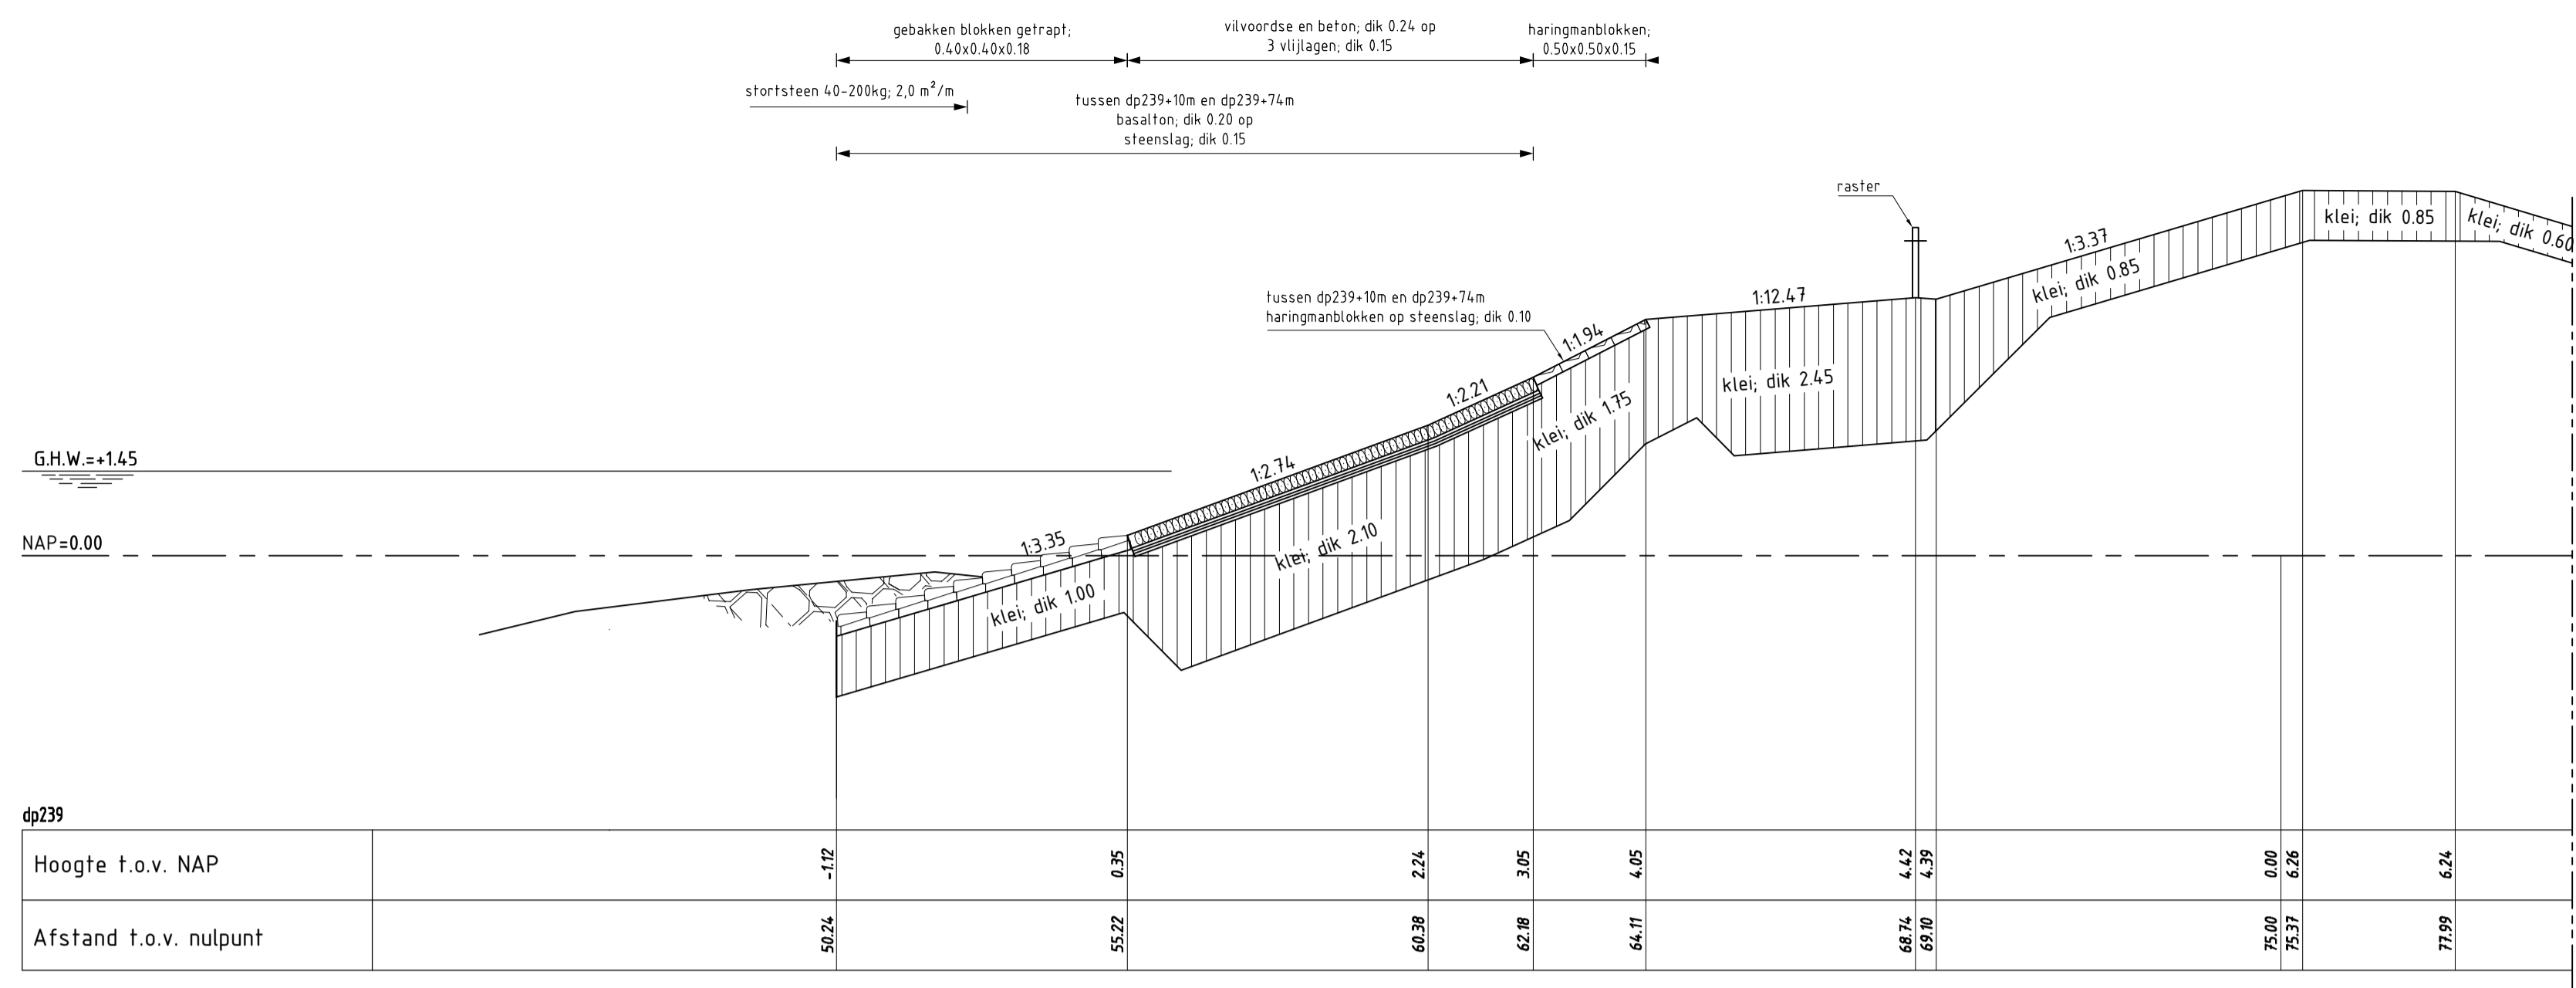 gebakken blokken getrapt;
0.40x0.40x0.18
vilvoordse en beton; dik 0.24 op
3 vlijlagen; dik 0.15
haringmanblokken;
0.50x0.50x0.15
stortsteen 40-200kg; 2,0 m²/m
tussen dp239+10m en dp239+74m
basalton; dik 0.20 op
steenslag; dik 0.15
raster
klei; dik 0.85
klei; dik 0.60
1:3.37
klei; dik 0.85
tussen dp239+10m en dp239+74m
haringmanblokken op steenslag; dik 0.10
1:12.47
1:1.94
klei; dik 2.45
1:2.21
klei; dik 1.75
G.H.W.=+1.45
1:2.74
NAP=0.00
1:3.35
klei; dik 2.10
klei; dik 1.00
dp239
Hoogte t.o.v. NAP -1.12 0.35 2.24 3.05 4.05 4.42 4.39 0.00 6.26 6.24
Afstand t.o.v. nulpunt 50.24 55.22 60.38 62.18 64.11 68.74 69.10 75.00 75.37 77.99